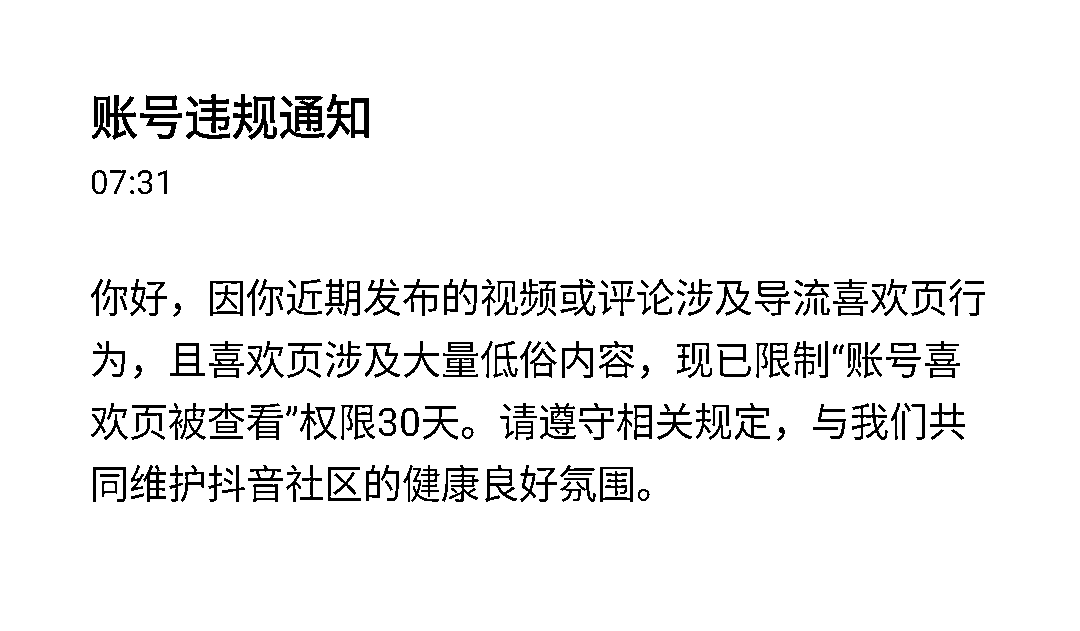 账号违规通知
07:31
你好，因你近期发布的视频或评论涉及导流喜欢页行
为，且喜欢页涉及大量低俗内容，现已限制“账号喜
欢页被查看”权限30天。请遵守相关规定，与我们共
同维护抖音社区的健康良好氛围。